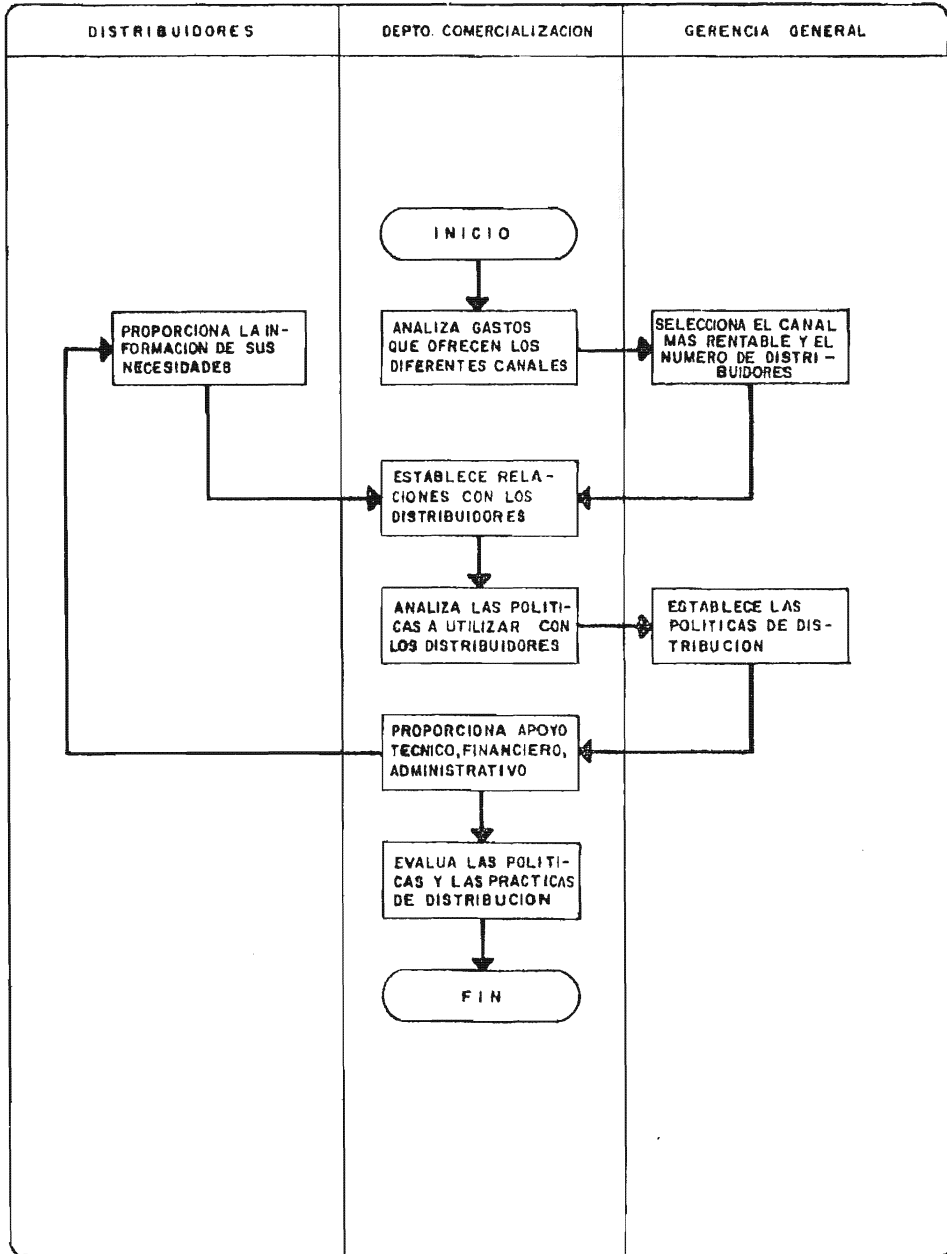 DISTRIBUIDORES
DEPTO. COMERCIALIZACION
GERENCIA GENERAL
INICIO
PROPORCIONA LA IN-
FORMACION DE SUS
NECESIDADES
ANALIZA GASTOS
QUE OFRECEN LOS
DIFERENTES CANALES
SELECCIONA EL CANAL
MAS RENTABLE Y EL
NUMERO DE DISTRI-
BUIDORES
ESTABLECE RELA-
CIONES CON LOS
DISTRIBUIDORES
ANALIZA LAS POLITI-
CAS A UTILIZAR CON
LOS DISTRIBUIDORES
ESTABLECE LAS
POLITICAS DE DIS-
TRIBUCION
PROPORCIONA APOYO
TECNICO, FINANCIERO,
ADMINISTRATIVO
EVALUA LAS POLITI-
CAS Y LAS PRACTICAS
DE DISTRIBUCION
FIN